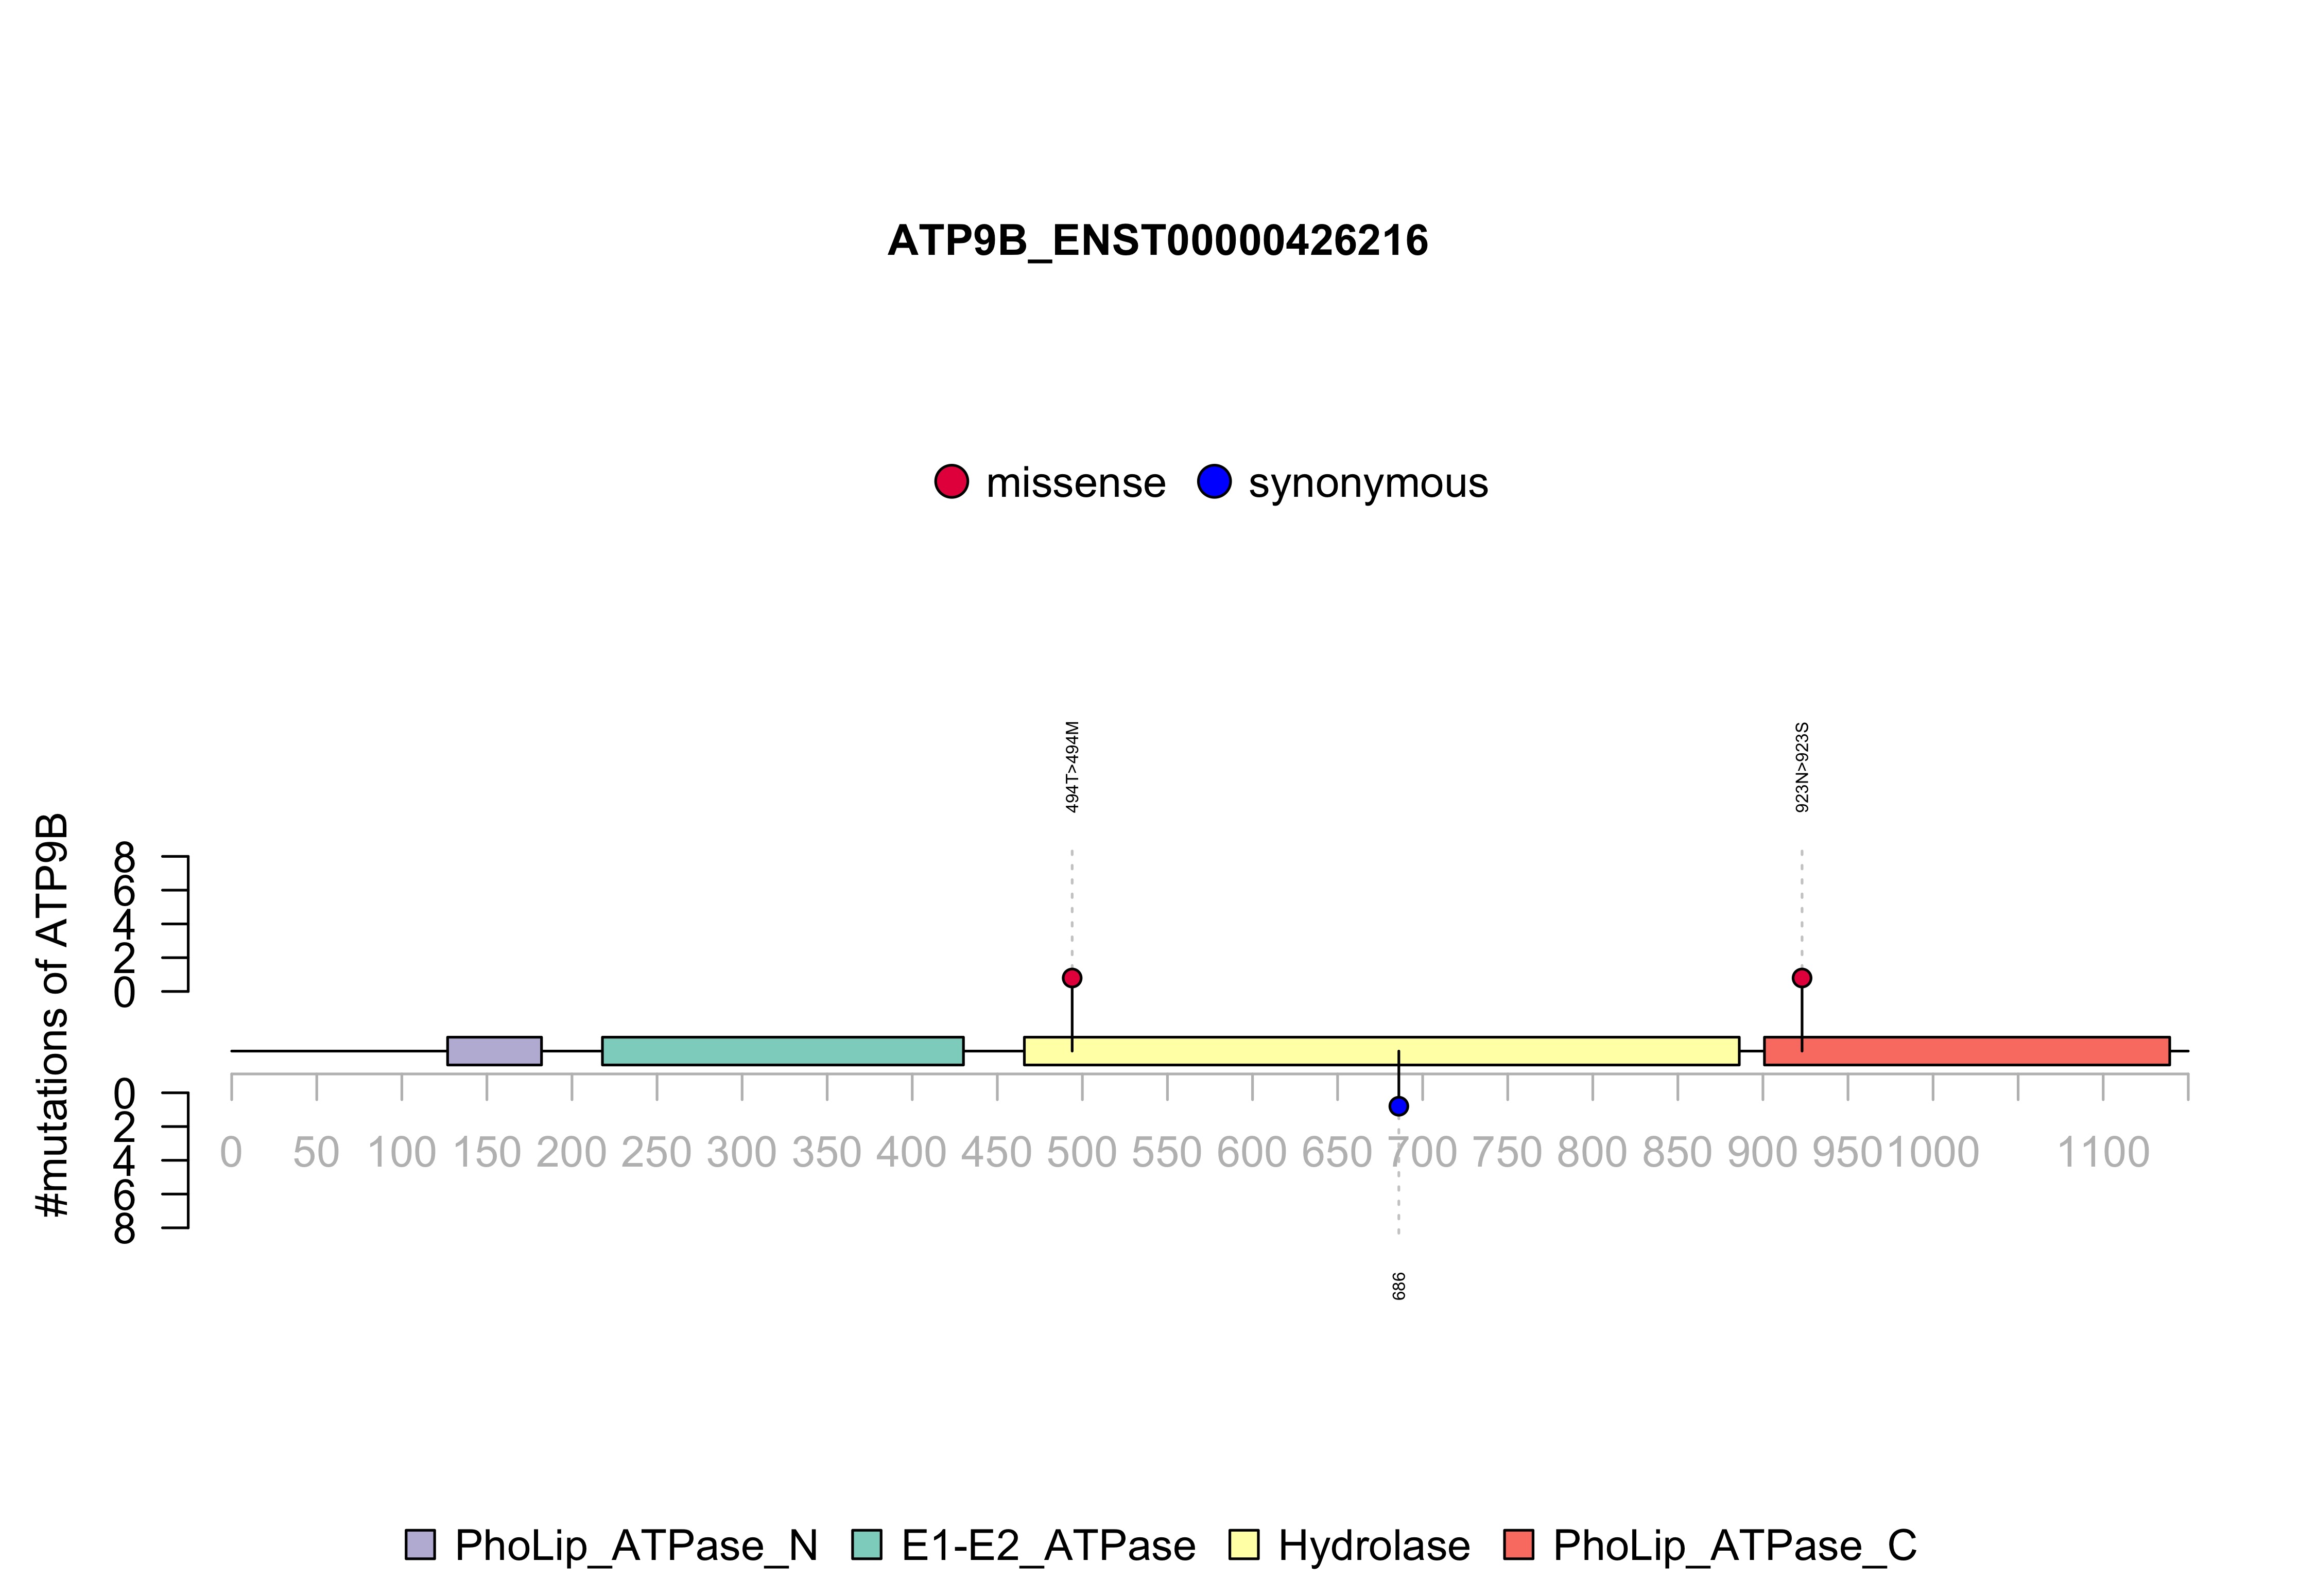 ATP9B_ENST00000426216
missense synonymous
494T>494M
923N>923S
#mutations of ATP9B
8
6
4
2
0
0
2
4
6
8
0 50 100 150 200 250 300 350 400 450 500 550 600 650 700 750 800 850 900 950 1000 1100
686
PhoLip_ATPase_N E1-E2_ATPase Hydrolase PhoLip_ATPase_C